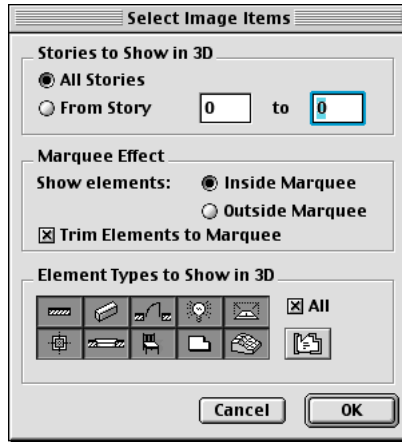 Select Image Items
Stories to Show in 3D
All Stories
From Story 0 to 0
Marquee Effect
Show elements: Inside Marquee
Outside Marquee
Trim Elements to Marquee
Element Types to Show in 3D
All
Cancel OK